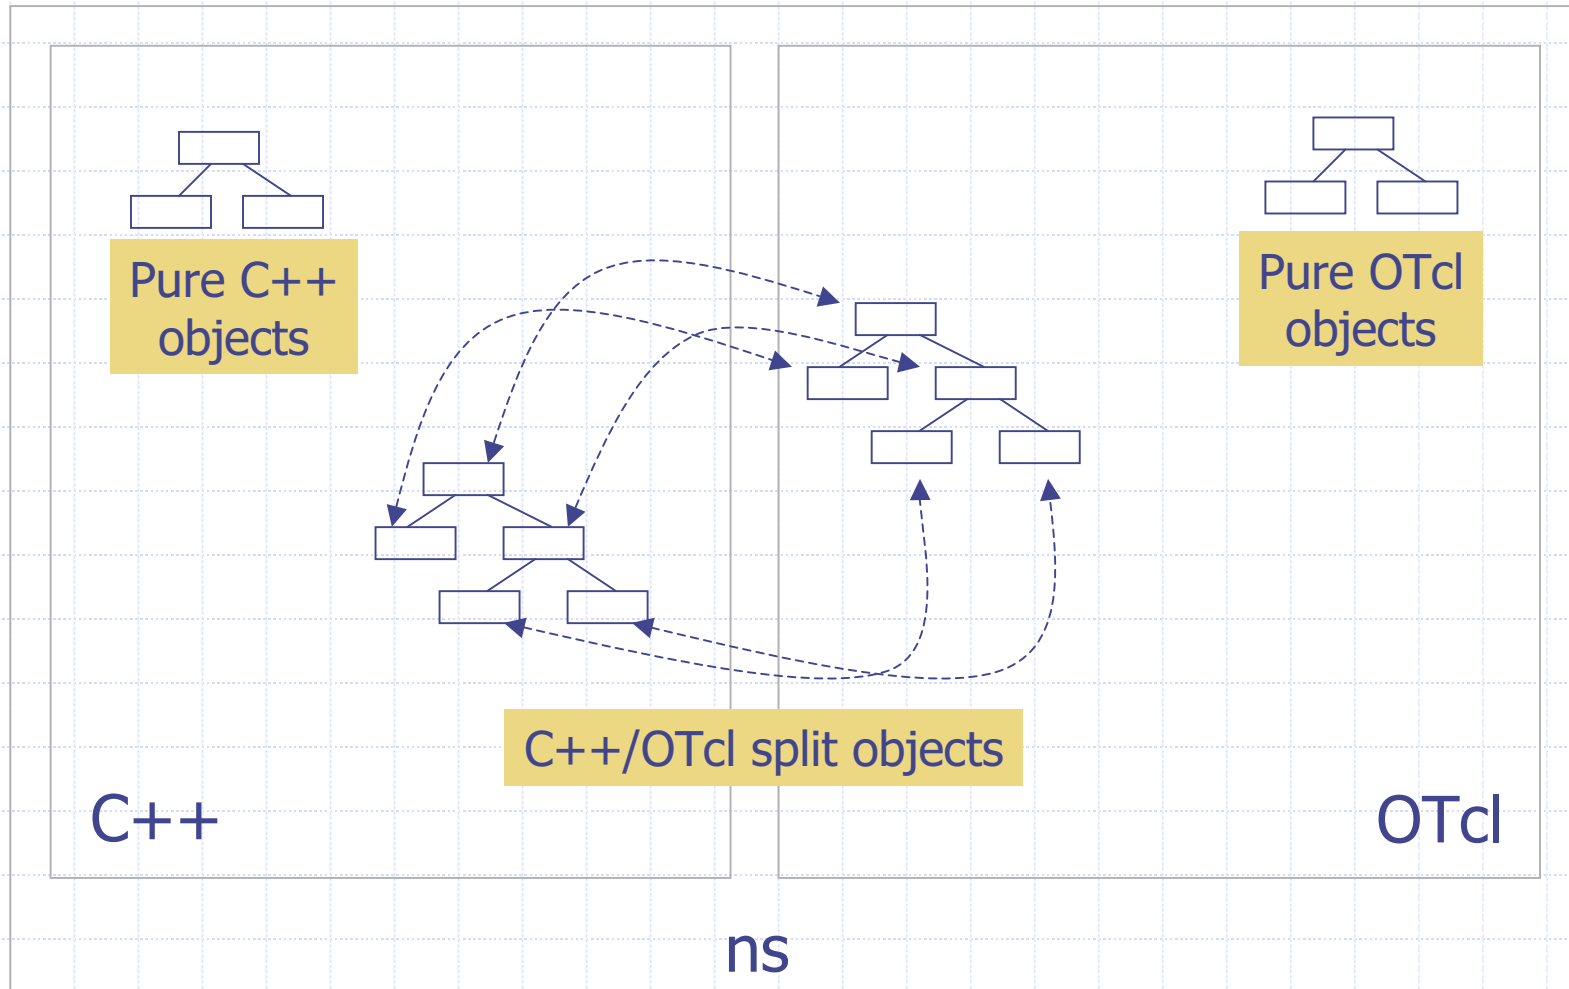 Pure C++
objects
Pure OTcl
objects
C++/OTcl split objects
C++
OTcl
ns